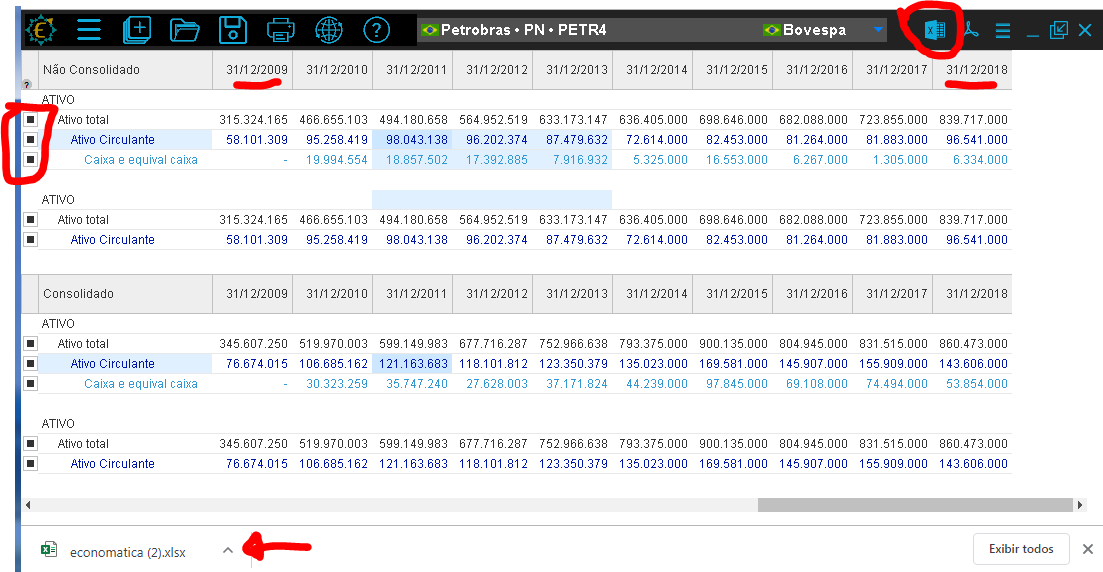 Petrobras • PN • PETR4 Bovespa
Não Consolidado 31/12/2009 31/12/2010 31/12/2011 31/12/2012 31/12/2013 31/12/2014 31/12/2015 31/12/2016 31/12/2017 31/12/2018
ATIVO
Ativo total 315.324.165 466.655.103 494.180.658 564.952.519 633.173.147 636.405.000 698.646.000 682.088.000 723.855.000 839.717.000
Ativo Circulante 58.101.309 95.258.419 98.043.138 96.202.374 87.479.632 72.614.000 82.453.000 81.264.000 81.883.000 96.541.000
Caixa e equival caixa - 19.994.554 18.857.502 17.392.885 7.916.932 5.325.000 16.553.000 6.267.000 1.305.000 6.334.000
ATIVO
Ativo total 315.324.165 466.655.103 494.180.658 564.952.519 633.173.147 636.405.000 698.646.000 682.088.000 723.855.000 839.717.000
Ativo Circulante 58.101.309 95.258.419 98.043.138 96.202.374 87.479.632 72.614.000 82.453.000 81.264.000 81.883.000 96.541.000
Consolidado 31/12/2009 31/12/2010 31/12/2011 31/12/2012 31/12/2013 31/12/2014 31/12/2015 31/12/2016 31/12/2017 31/12/2018
ATIVO
Ativo total 345.607.250 519.970.003 599.149.983 677.716.287 752.966.638 793.375.000 900.135.000 804.945.000 831.515.000 860.473.000
Ativo Circulante 76.674.015 106.685.162 121.163.683 118.101.812 123.350.379 135.023.000 169.581.000 145.907.000 155.909.000 143.606.000
Caixa e equival caixa - 30.323.259 35.747.240 27.628.003 37.171.824 44.239.000 97.845.000 69.108.000 74.494.000 53.854.000
ATIVO
Ativo total 345.607.250 519.970.003 599.149.983 677.716.287 752.966.638 793.375.000 900.135.000 804.945.000 831.515.000 860.473.000
Ativo Circulante 76.674.015 106.685.162 121.163.683 118.101.812 123.350.379 135.023.000 169.581.000 145.907.000 155.909.000 143.606.000
economatica (2).xlsx Exibir todos